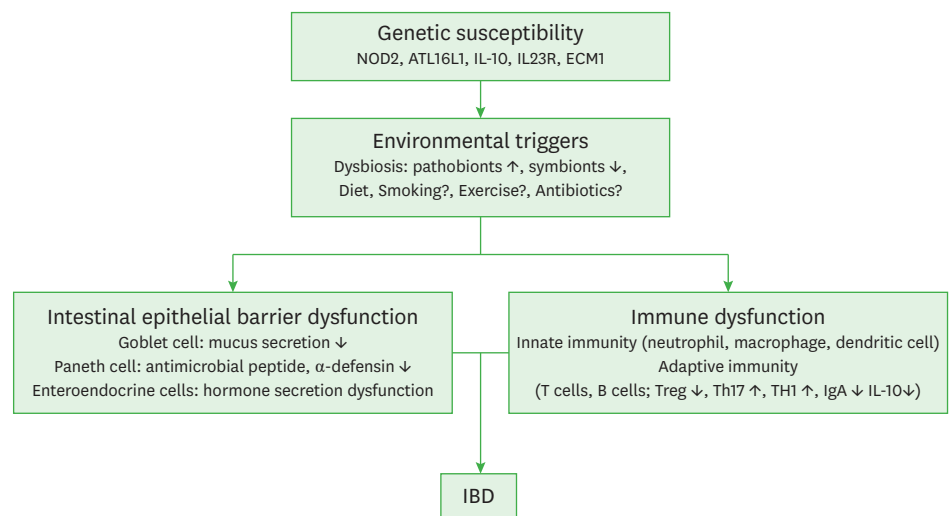 Genetic susceptibility
NOD2, ATL16L1, IL-10, IL23R, ECM1
Environmental triggers
Dysbiosis: pathobionts ↑, symbionts ↓,
Diet, Smoking?, Exercise?, Antibiotics?
Intestinal epithelial barrier dysfunction
Goblet cell: mucus secretion ↓
Paneth cell: antimicrobial peptide, α-defensin ↓
Enteroendocrine cells: hormone secretion dysfunction
Immune dysfunction
Innate immunity (neutrophil, macrophage, dendritic cell)
Adaptive immunity
(T cells, B cells; Treg ↓, Th17 ↑, TH1 ↑, IgA ↓ IL-10↓)
IBD